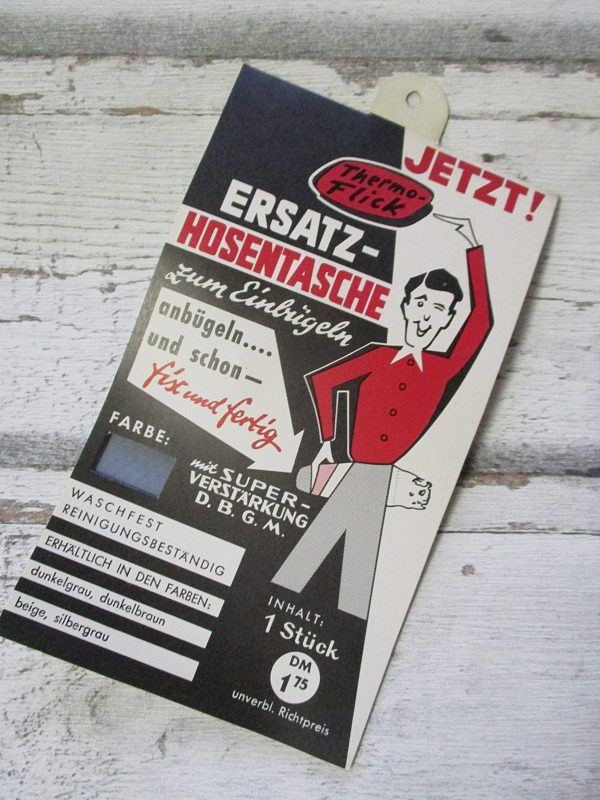 JETZT!
Thermo-
Flick
ERSATZ-
HOSENTASCHE
zum Einbügeln
anbügeln....
und schon –
fix und fertig
FARBE:
mit SUPER-
VERSTÄRKUNG
D. B. G. M.
WASCHFEST
REINIGUNGSBESTÄNDIG
ERHÄLTLICH IN DEN FARBEN:
dunkelgrau, dunkelbraun
beige, silbergrau
INHALT:
1 Stück
DM
1 75
unverbl. Richtpreis